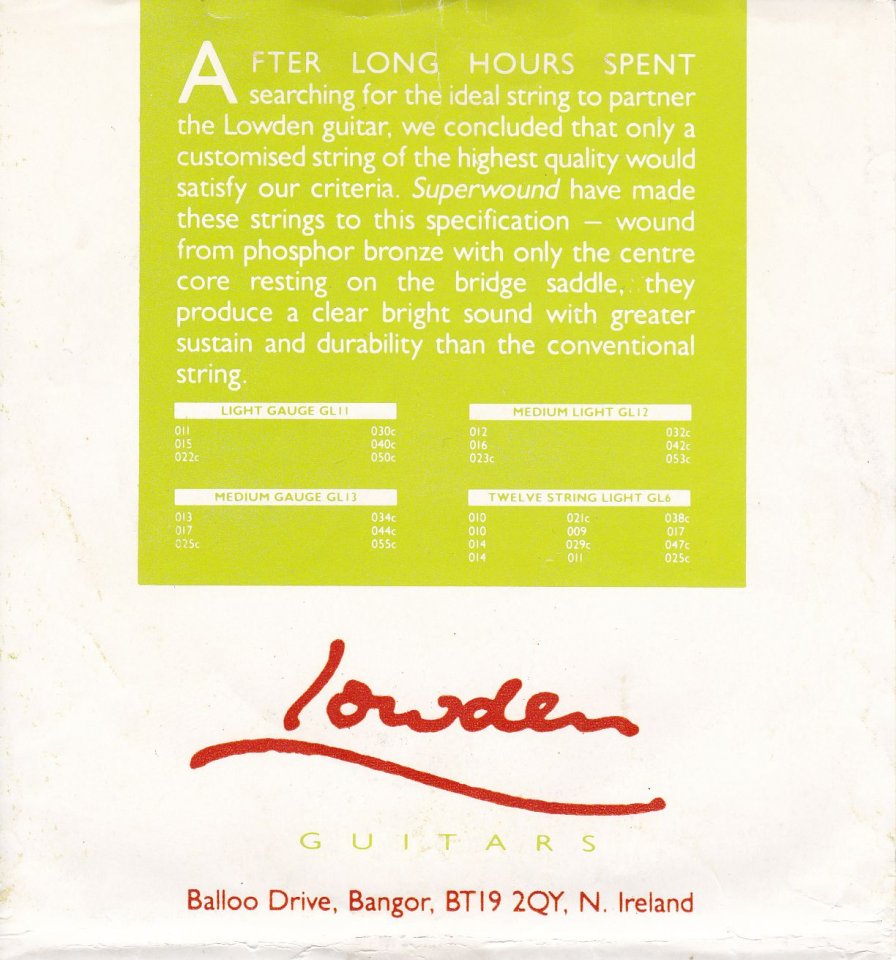 AFTER LONG HOURS SPENT
searching for the ideal string to partner
the Lowden guitar, we concluded that only a
customised string of the highest quality would
satisfy our criteria. Superwound have made
these strings to this specification – wound
from phosphor bronze with only the centre
core resting on the bridge saddle, they
produce a clear bright sound with greater
sustain and durability than the conventional
string.
LIGHT GAUGE GL11
011 030c
015 040c
022c 050c
MEDIUM LIGHT GL12
012 032c
016 042c
023c 053c
MEDIUM GAUGE GL13
013 034c
017 044c
025c 055c
TWELVE STRING LIGHT GL6
010 021c 038c
010 009 017
014 029c 047c
014 011 025c
Lowden
GUITARS
Balloo Drive, Bangor, BT19 2QY, N. Ireland